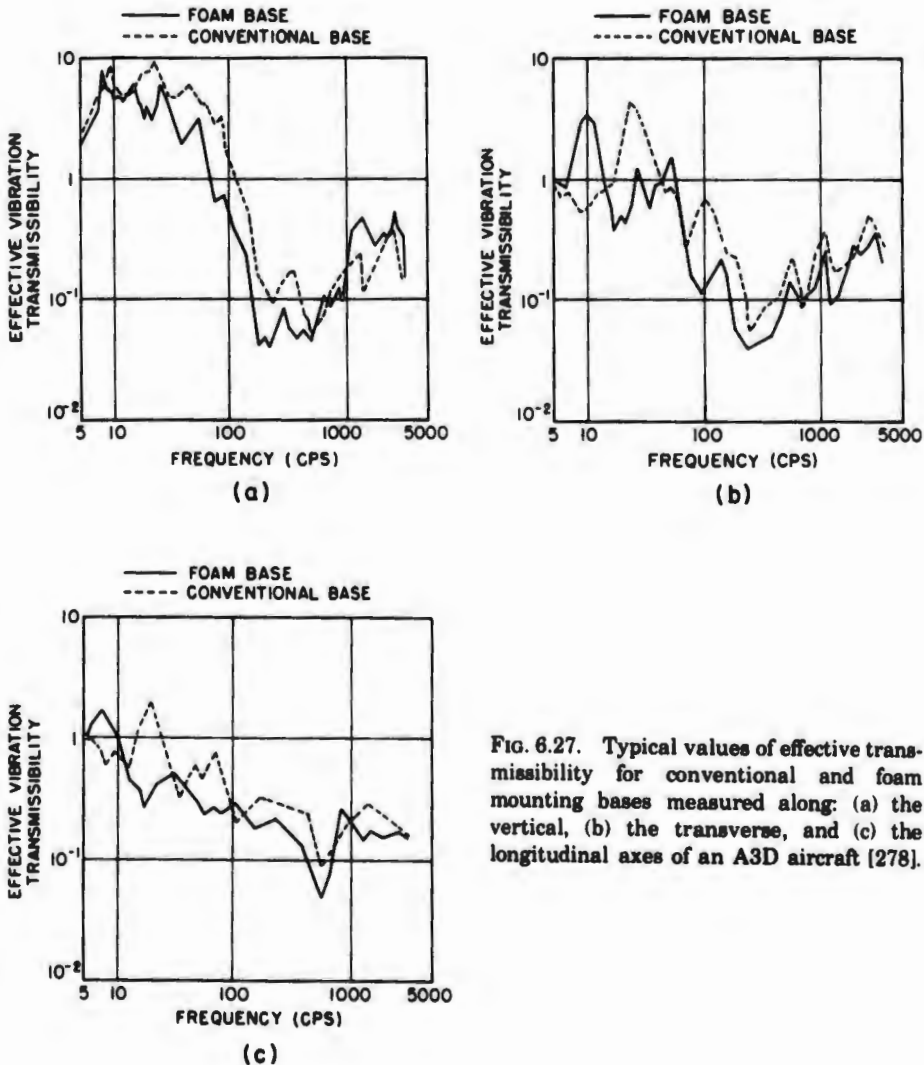 FOAM BASE
CONVENTIONAL BASE
10
1
10⁻¹
10⁻²
EFFECTIVE VIBRATION
TRANSMISSIBILITY
5 10 100 1000 5000
FREQUENCY (CPS)
(a)
FOAM BASE
CONVENTIONAL BASE
10
1
10⁻¹
10⁻²
EFFECTIVE VIBRATION
TRANSMISSIBILITY
5 10 100 1000 5000
FREQUENCY (CPS)
(b)
FOAM BASE
CONVENTIONAL BASE
10
1
10⁻¹
10⁻²
EFFECTIVE VIBRATION
TRANSMISSIBILITY
5 10 100 1000 5000
FREQUENCY (CPS)
(c)
FIG. 6.27. Typical values of effective trans-
missibility for conventional and foam
mounting bases measured along: (a) the
vertical, (b) the transverse, and (c) the
longitudinal axes of an A3D aircraft [278].